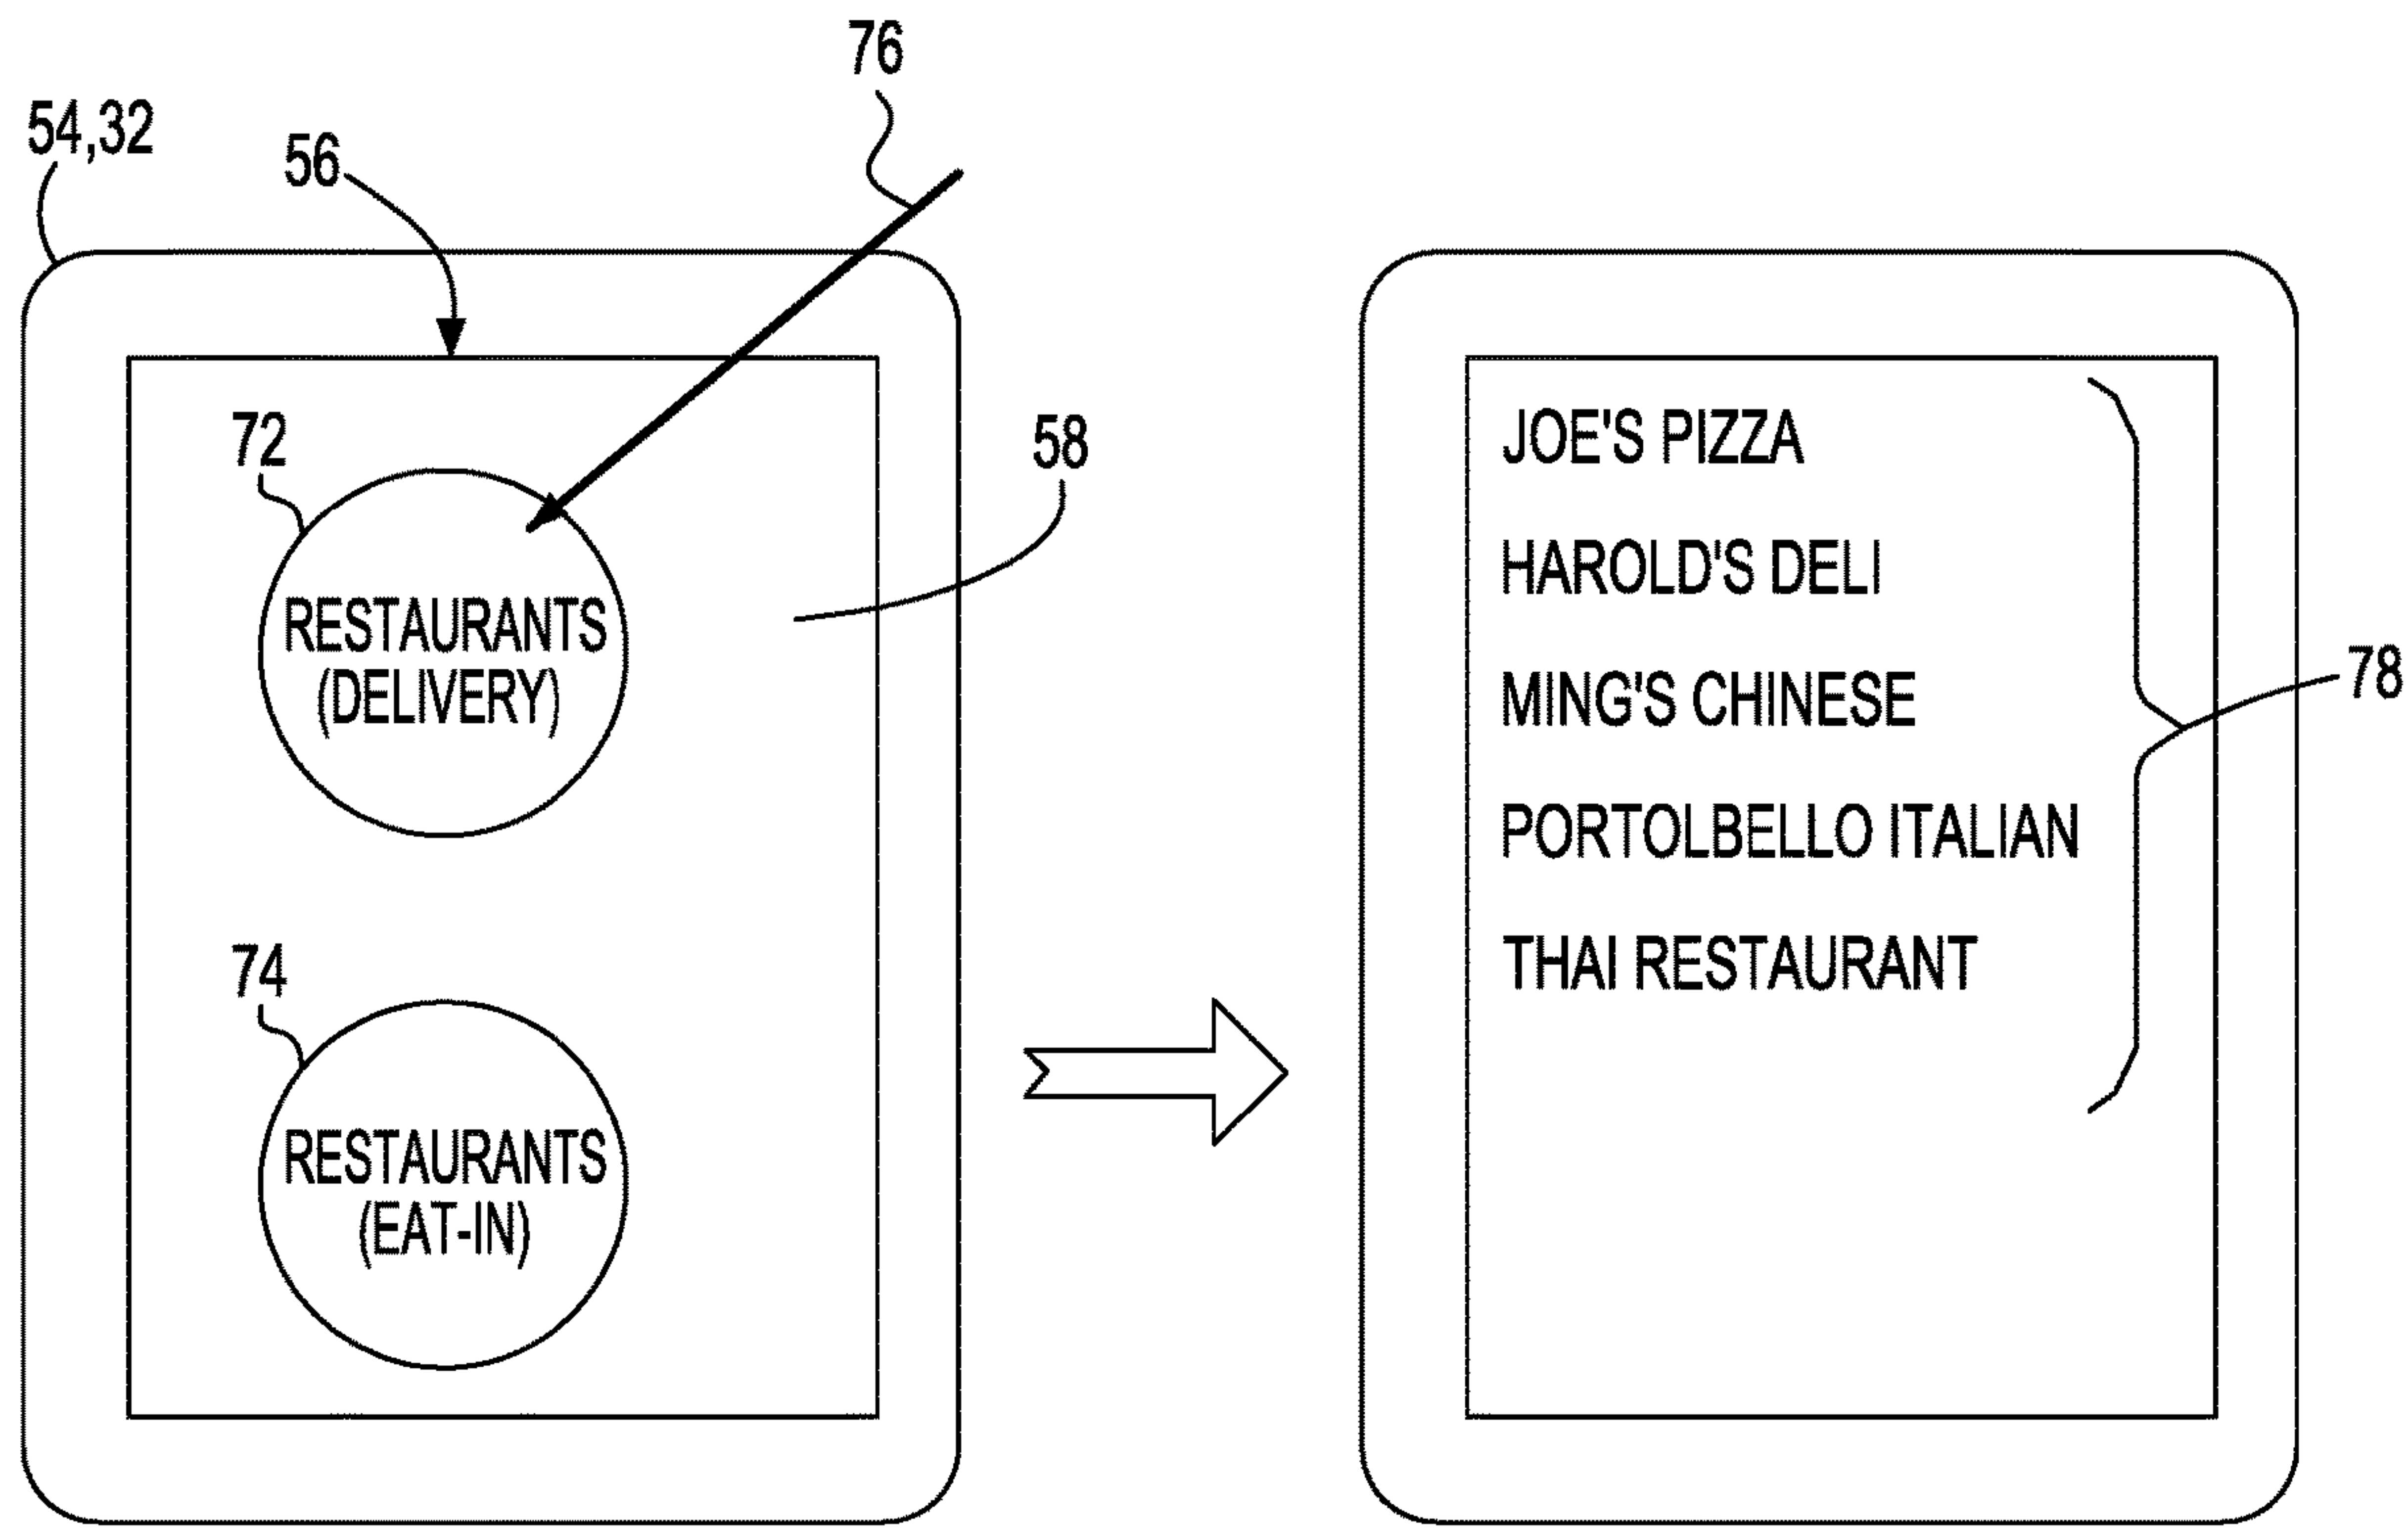 76
54,32
56
72
58
RESTAURANTS
(DELIVERY)
74
RESTAURANTS
(EAT-IN)
JOE'S PIZZA
HAROLD'S DELI
MING'S CHINESE
PORTOLBELLO ITALIAN
THAI RESTAURANT
78